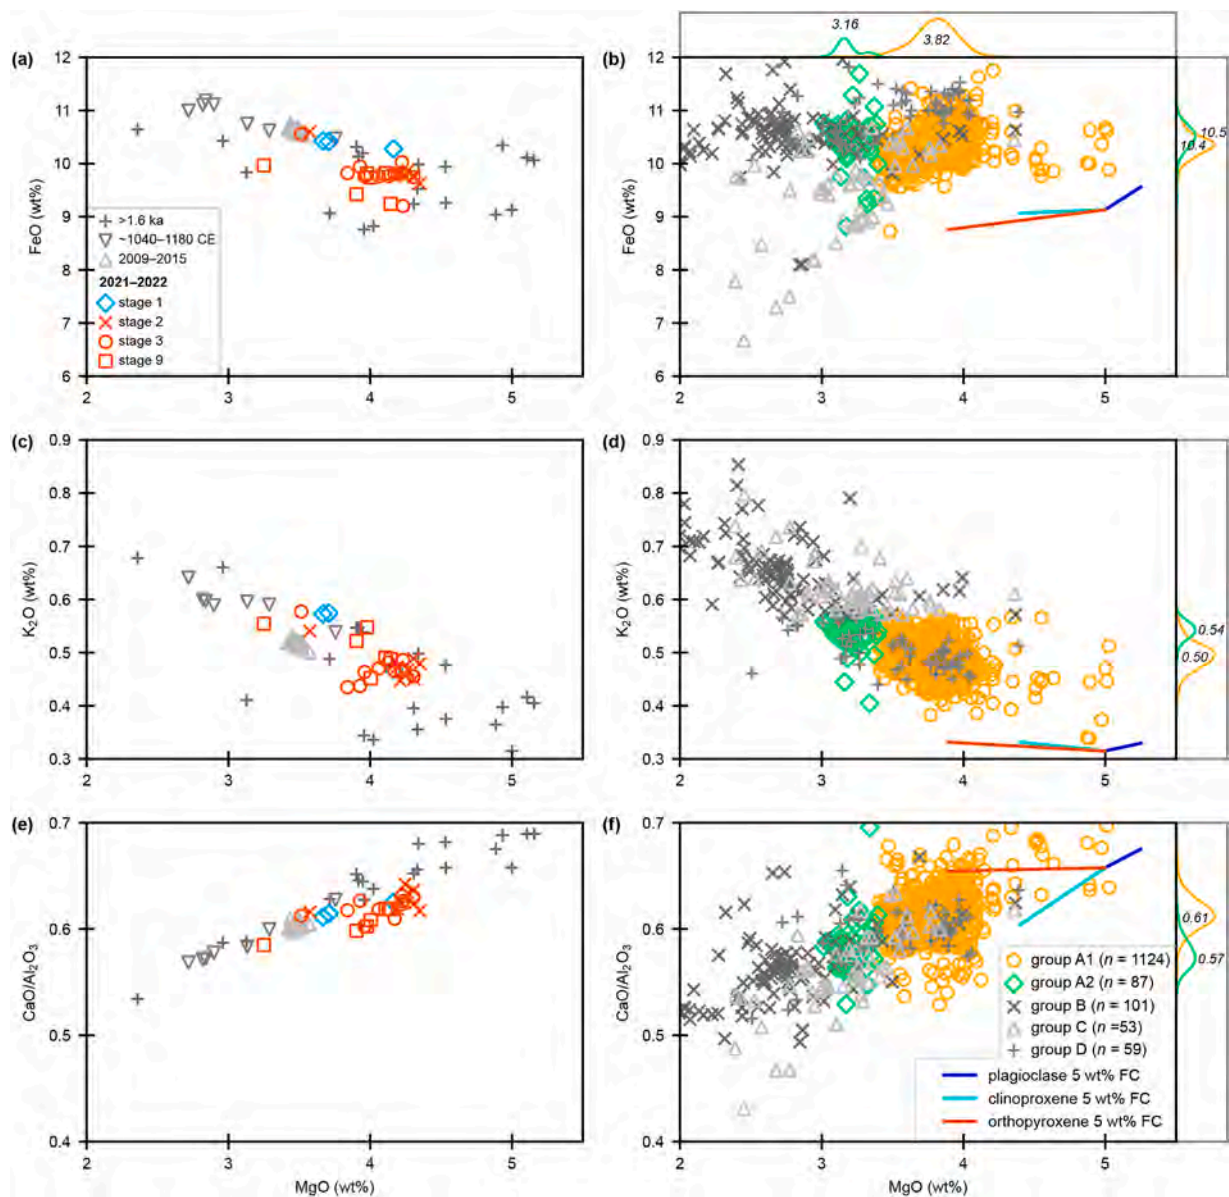 3.16
3.82
(a)
12
11
10
9
8
7
6
FeO (wt%)
>1.6 ka
~1040–1180 CE
2009–2015
2021–2022
stage 1
stage 2
stage 3
stage 9
2
3
4
5
(b)
12
11
10
9
8
7
6
FeO (wt%)
10.5
10.4
2
3
4
5
(c)
0.9
0.8
0.7
0.6
0.5
0.4
0.3
K₂O (wt%)
2
3
4
5
(d)
0.9
0.8
0.7
0.6
0.5
0.4
0.3
K₂O (wt%)
0.54
0.50
2
3
4
5
(e)
0.7
0.6
0.5
0.4
CaO/Al₂O₃
2
3
4
5
MgO (wt%)
(f)
0.7
0.6
0.5
0.4
CaO/Al₂O₃
0.61
0.57
group A1 (n = 1124)
group A2 (n = 87)
group B (n = 101)
group C (n =53)
group D (n = 59)
plagioclase 5 wt% FC
clinoproxene 5 wt% FC
orthopyroxene 5 wt% FC
2
3
4
5
MgO (wt%)